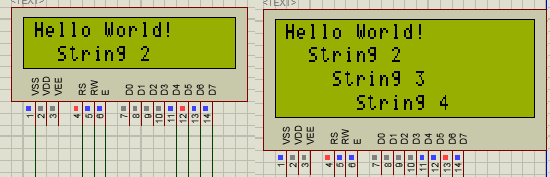 <TEXT>
Hello World!
String 2
VSS
VDD
VEE
RS
RW
E
D0
D1
D2
D3
D4
D5
D6
D7
1
2
3
4
5
6
7
8
9
10
11
12
13
14
<TEXT>
Hello World!
String 2
String 3
String 4
VSS
VDD
VEE
RS
RW
E
D0
D1
D2
D3
D4
D5
D6
D7
1
2
3
4
5
6
7
8
9
10
11
12
13
14